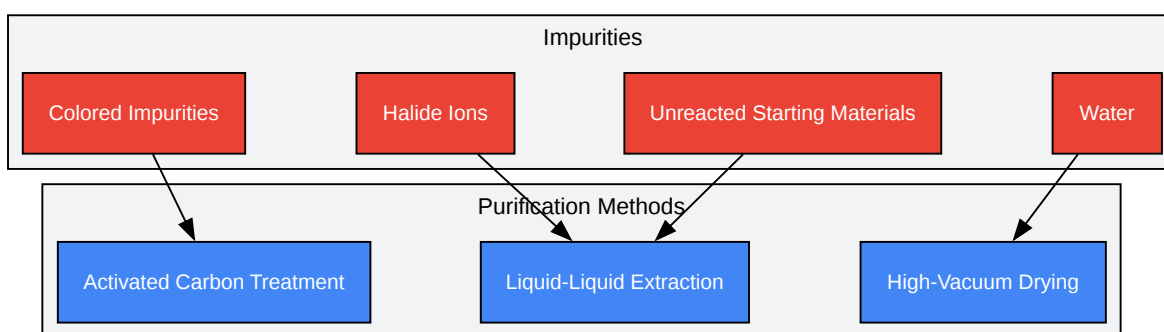 Impurities
Colored Impurities
Halide Ions
Unreacted Starting Materials
Water
Purification Methods
Activated Carbon Treatment
Liquid-Liquid Extraction
High-Vacuum Drying